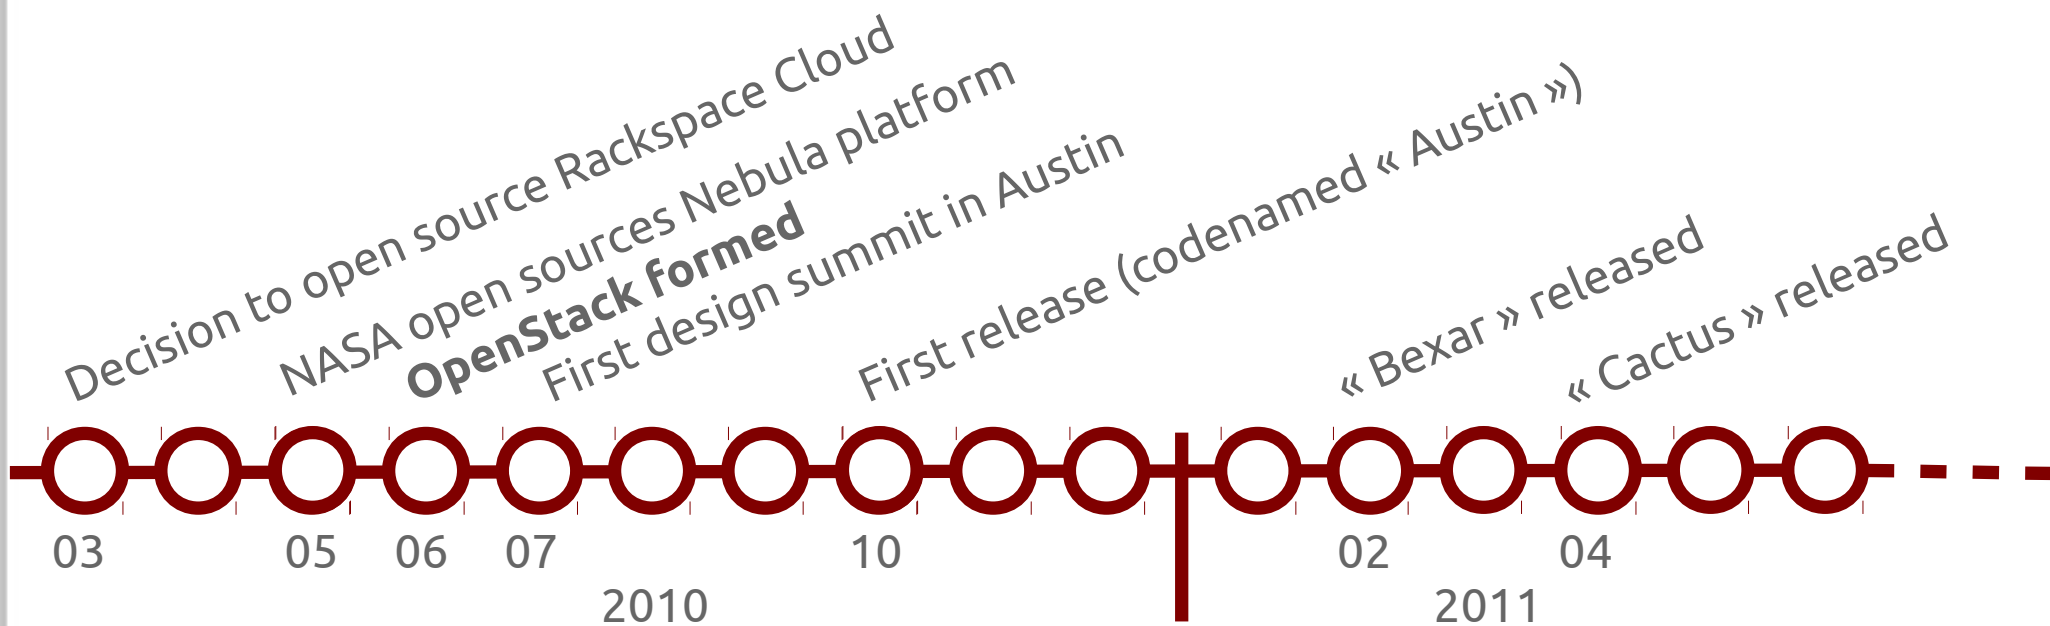 Decision to open source Rackspace Cloud
NASA open sources Nebula platform
OpenStack formed
First design summit in Austin
First release (codenamed « Austin »)
« Bexar » released
« Cactus » released
03
05
06
07
10
02
04
2010
2011